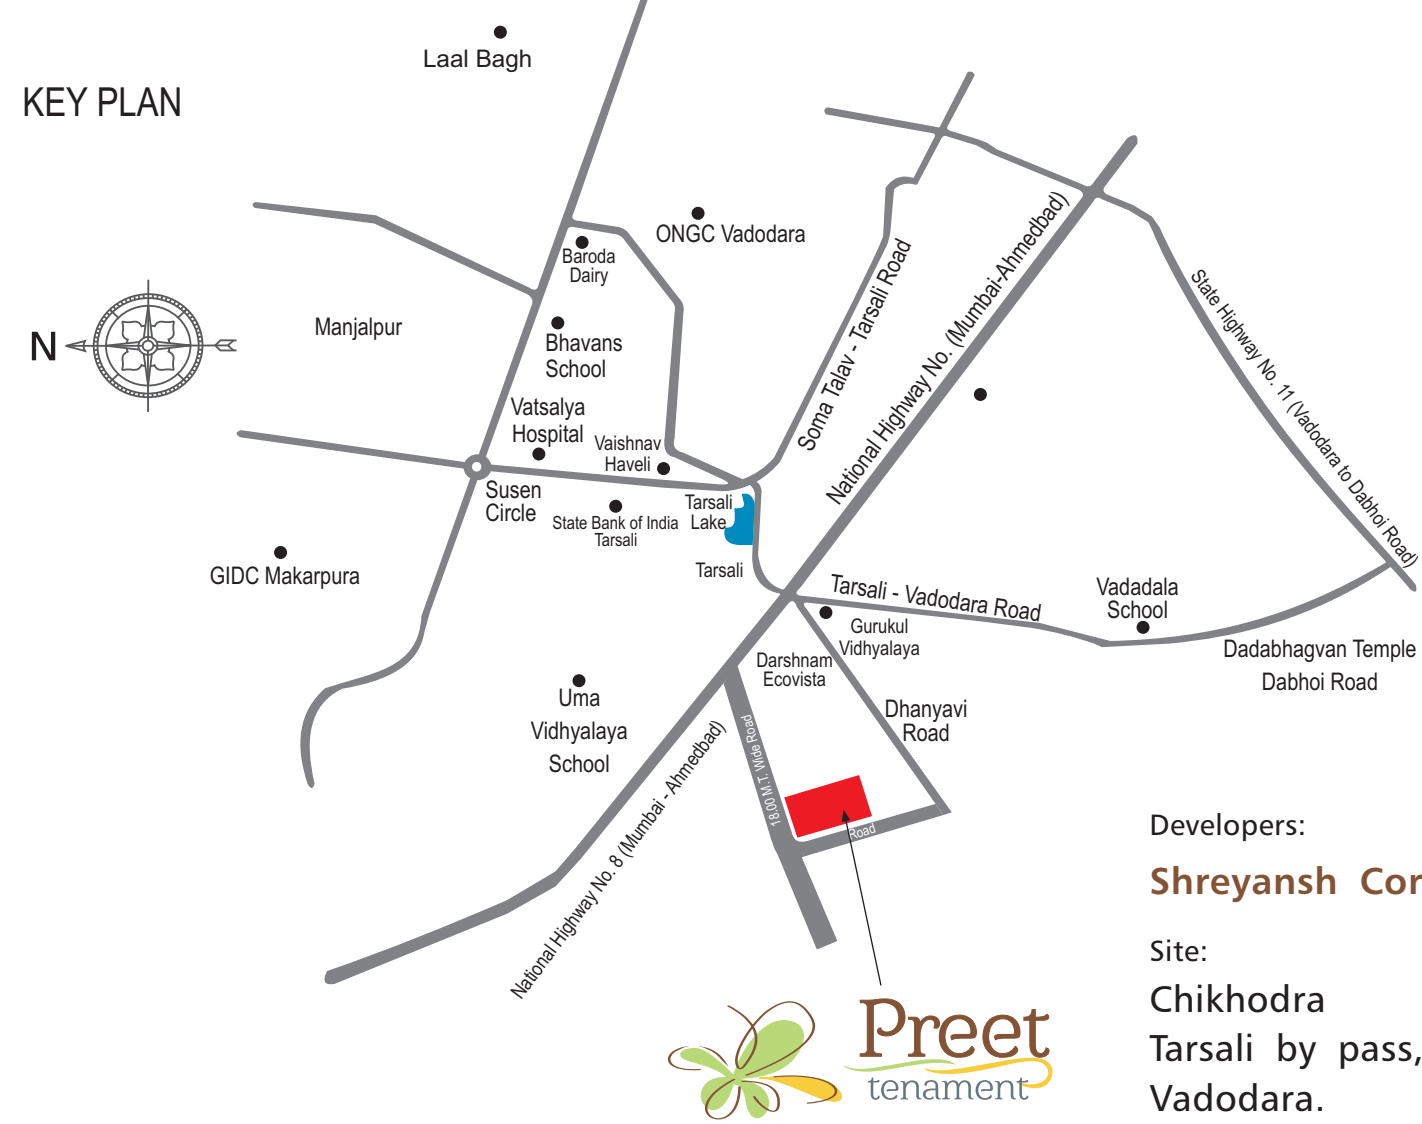 Laal Bagh
KEY PLAN
ONGC Vadodara
Baroda
Dairy
N
Manjalpur
Bhavans
School
Vatsalya
Hospital
Vaishnav
Haveli
Soma Talav - Tarsali Road
National Highway No. (Mumbai-Ahmedbad)
State Highway No. 11 (Vadodara to Dabhoi Road)
Susen
Circle
State Bank of India
Tarsali
Tarsali
Lake
Tarsali
GIDC Makarpura
Tarsali - Vadodara Road
Vadadala
School
Gurukul
Vidhyalaya
Dadabhagvan Temple
Dabhoi Road
Darshnam
Ecovista
Uma
Vidhyalaya
School
Dhanyavi
Road
18.00 M.T. Wide Road
Road
National Highway No. 8 (Mumbai - Ahmedbad)
Developers:
Shreyansh Cor
Site:
Chikhodra
Tarsali by pass,
Vadodara.
Preet
tenament